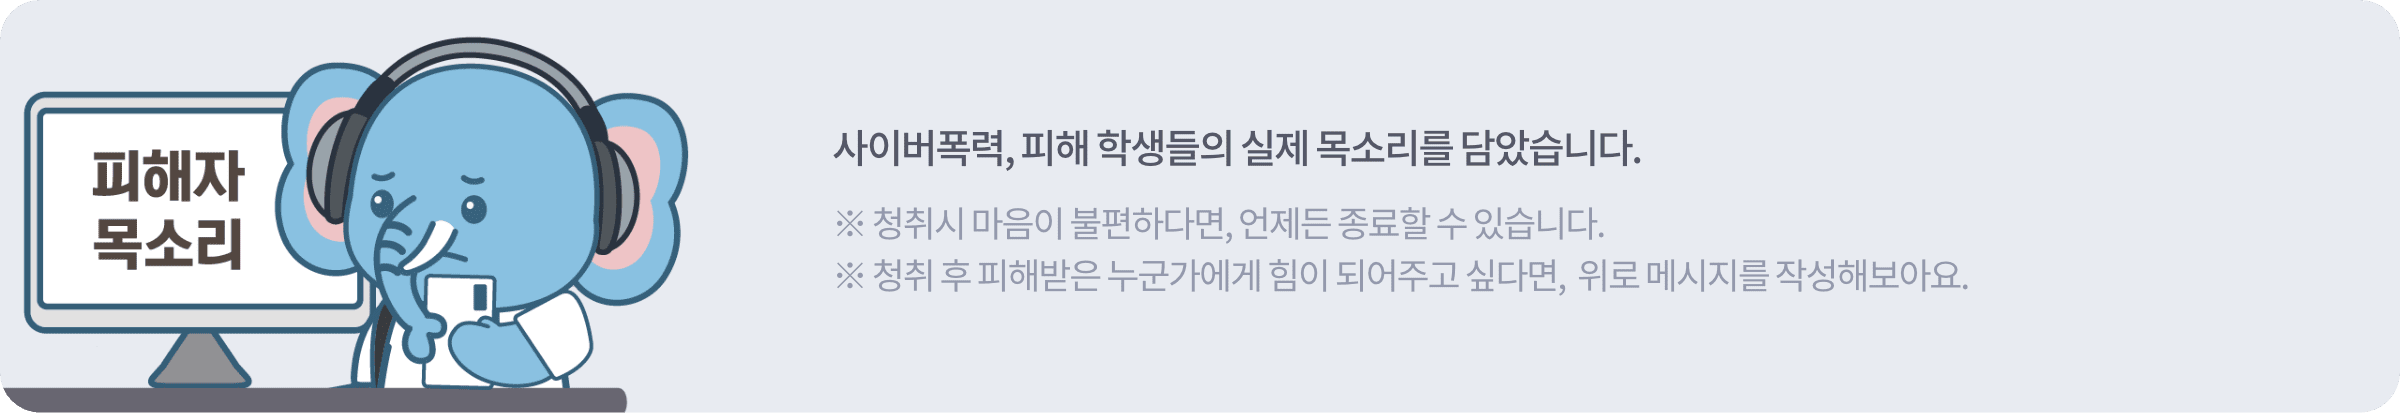 피해자
목소리
사이버폭력, 피해 학생들의 실제 목소리를 담았습니다.
※ 청취시 마음이 불편하다면, 언제든 종료할 수 있습니다.
※ 청취 후 피해받은 누군가에게 힘이 되어주고 싶다면, 위로 메시지를 작성해보아요.